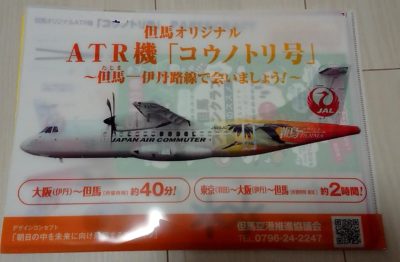 但馬オリジナル
ATR機「コウノトリ号」
たじま
～但馬ー伊丹路線で会いましょう!～
JAL
JAPAN AIR COMMUTER
大阪(伊丹)~但馬 約40分!
東京(羽田)~大阪(伊丹)~但馬 約2時間!
デザインコンセプト
「朝日の中を未来に向け
但馬空港推進協議会
TEL 0796-24-2247